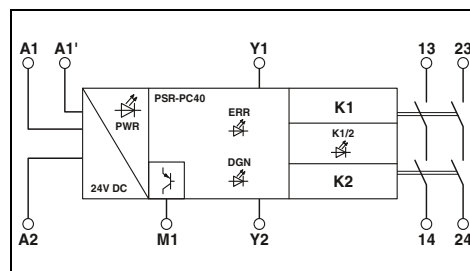 A1 A1' Y1 13 23
PSR-PC40
ERR
K1
PWR
K1/2
DGN
24V DC
K2
A2 M1 Y2 14 24